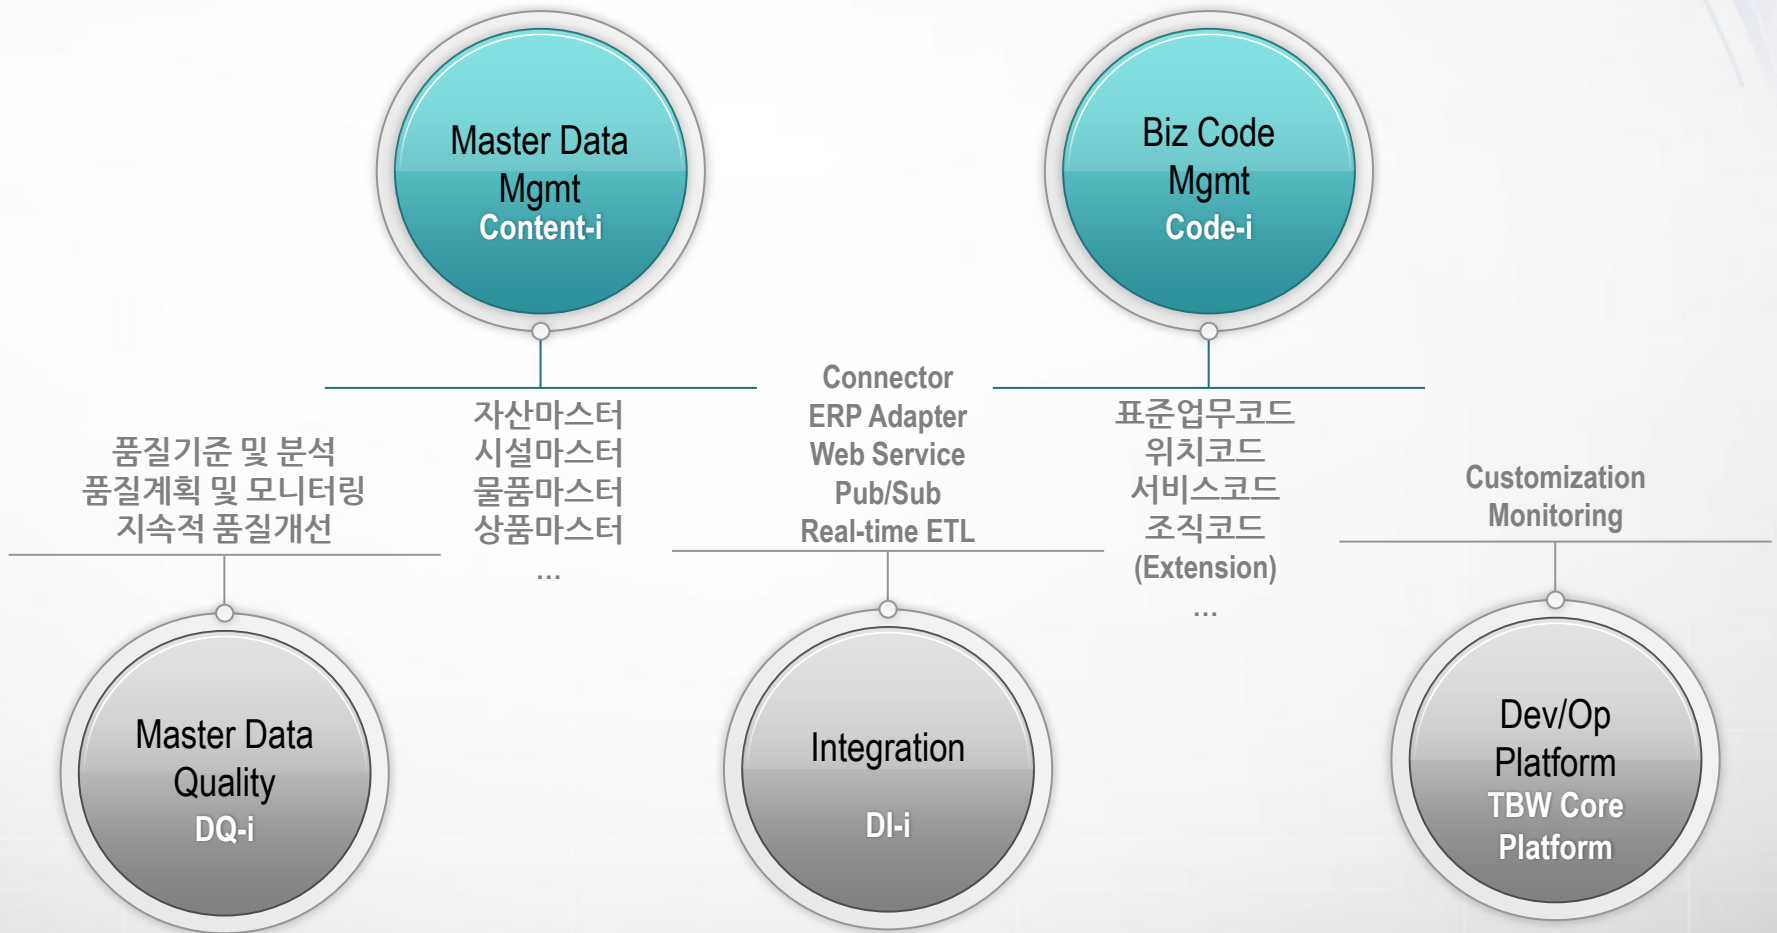 Master Data
Mgmt
Content-i
Biz Code
Mgmt
Code-i
자산마스터
시설마스터
물품마스터
상품마스터
...
Connector
ERP Adapter
Web Service
Pub/Sub
Real-time ETL
표준업무코드
위치코드
서비스코드
조직코드
(Extension)
...
품질기준 및 분석
품질계획 및 모니터링
지속적 품질개선
Customization
Monitoring
Master Data
Quality
DQ-i
Integration
DI-i
Dev/Op
Platform
TBW Core
Platform